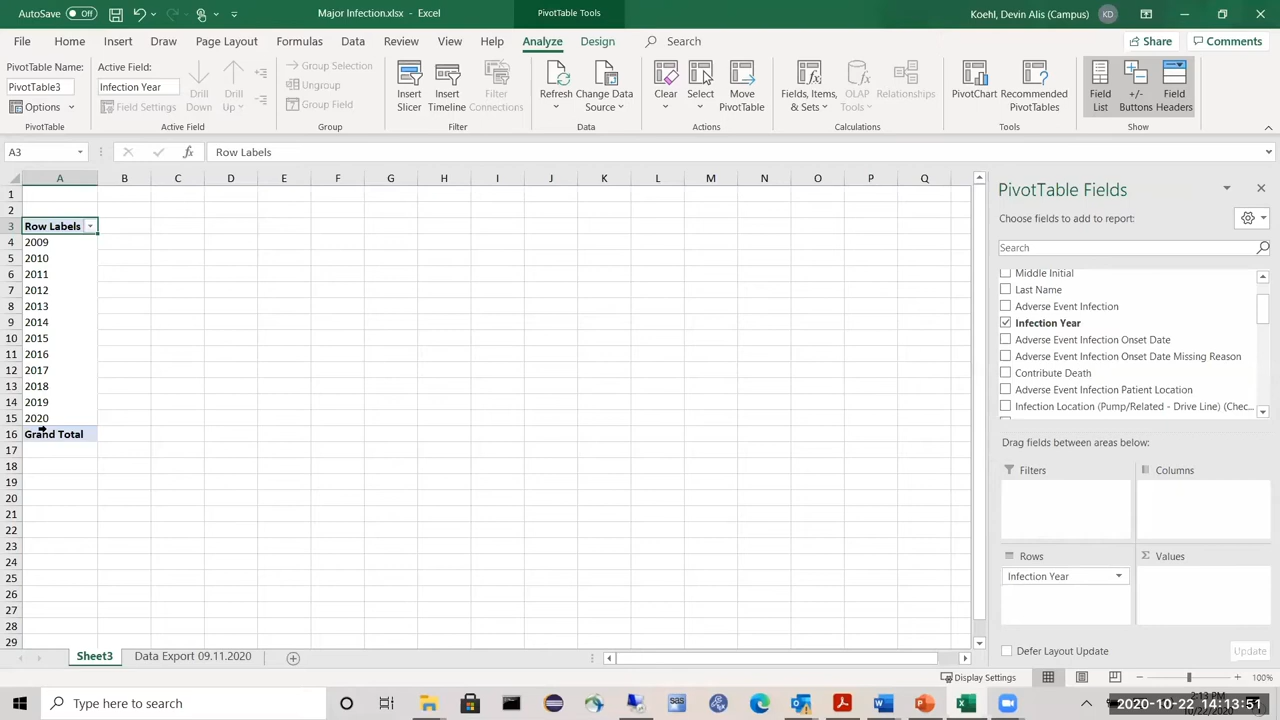 AutoSave Off Major Infection.xlsx - Excel PivotTable Tools Koehl, Devin Alis (Campus) KD
File Home Insert Draw Page Layout Formulas Data Review View Help Analyze Design Search Share Comments
PivotTable Name: Active Field: Group Selection
PivotTable3 Infection Year Drill Down Drill Up Ungroup Insert Slicer Insert Timeline Filter Connections Refresh Change Data Source Clear Select Move PivotTable Fields, Items, & Sets OLAP Tools Relationships PivotChart Recommended PivotTables Field List +/- Buttons Field Headers
Options Field Settings Group Field
PivotTable Active Field Group Filter Data Actions Calculations Tools Show
A3 fx Row Labels
A B C D E F G H I J K L M N O P Q
1
2
3 Row Labels
4 2009
5 2010
6 2011
7 2012
8 2013
9 2014
10 2015
11 2016
12 2017
13 2018
14 2019
15 2020
16 Grand Total
17
18
19
20
21
22
23
24
25
26
27
28
29
PivotTable Fields
Choose fields to add to report:
Search
Middle Initial
Last Name
Adverse Event Infection
Infection Year
Adverse Event Infection Onset Date
Adverse Event Infection Onset Date Missing Reason
Contribute Death
Adverse Event Infection Patient Location
Infection Location (Pump/Related - Drive Line) (Chec...
Drag fields between areas below:
Filters Columns
Rows Σ Values
Infection Year
Defer Layout Update Update
Sheet3 Data Export 09.11.2020
Display Settings 100%
Type here to search
2:13 PM
2020-10-22 14:13:51
10/22/2020